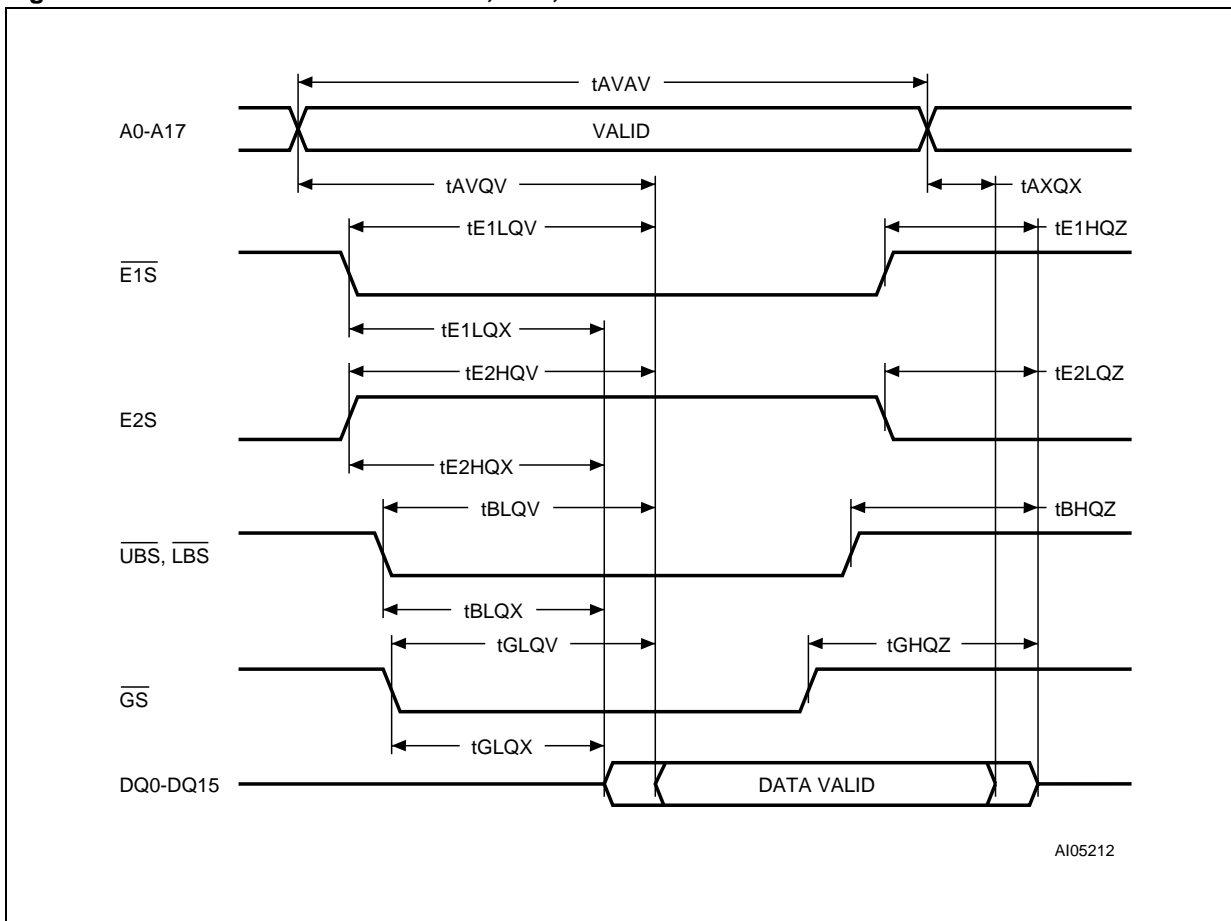 tAVAV
A0-A17
VALID
tAVQV
tAXQX
tE1LQV
tE1HQZ
E1S
tE1LQX
tE2HQV
tE2LQZ
E2S
tE2HQX
tBLQV
tBHQZ
UBS, LBS
tBLQX
tGLQV
tGHQZ
GS
tGLQX
DQ0-DQ15
DATA VALID
AI05212